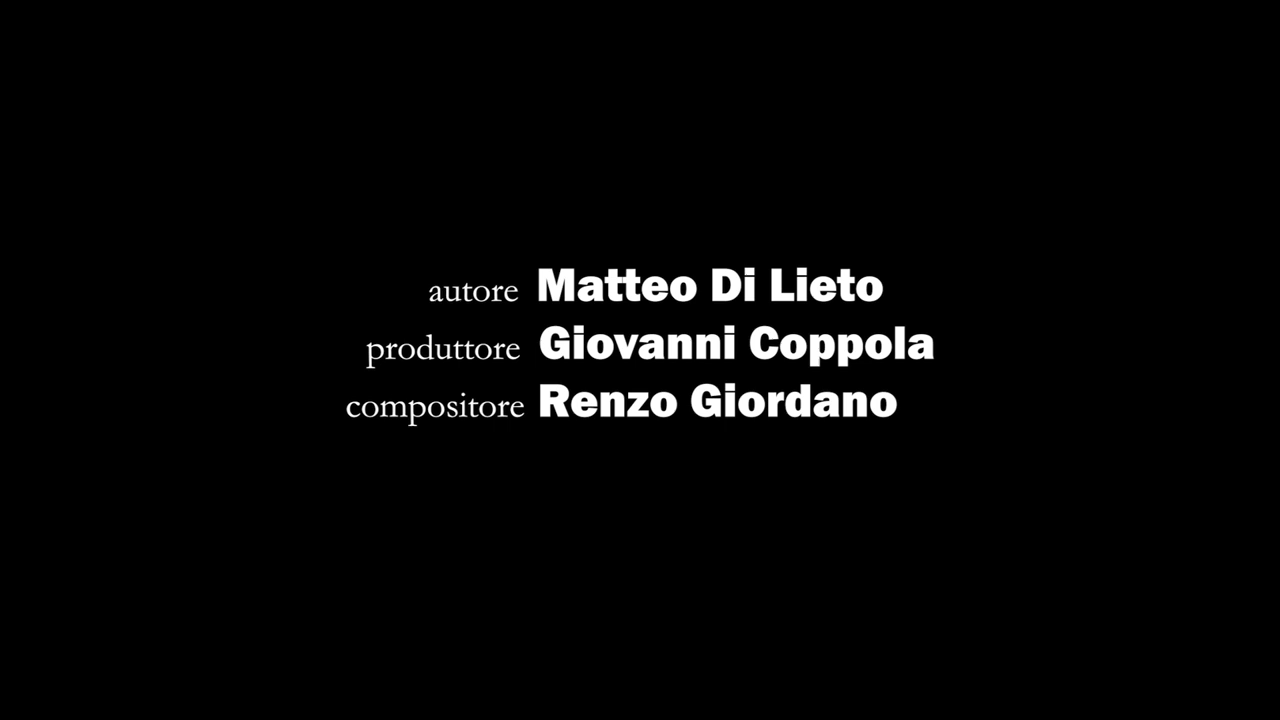 autore Matteo Di Lieto
produttore Giovanni Coppola
compositore Renzo Giordano